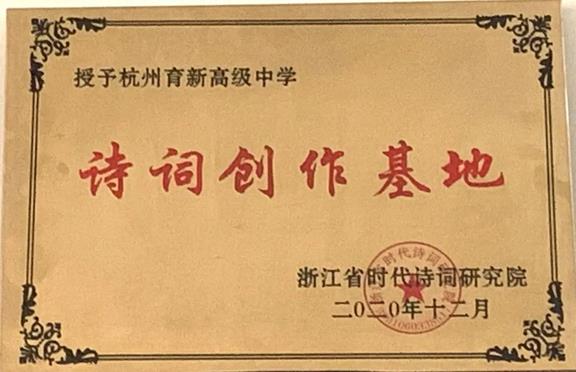 授予杭州育新高级中学
诗词创作基地
浙江省时代诗词研究院
二〇二〇年十二月